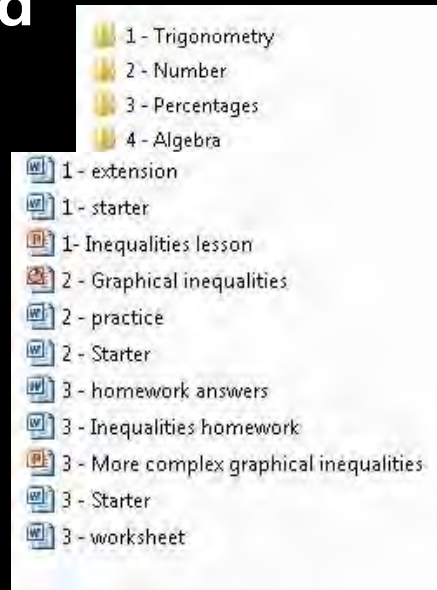 d
1 - Trigonometry
2 - Number
3 - Percentages
4 - Algebra
1 - extension
1 - starter
1- Inequalities lesson
2 - Graphical inequalities
2 - practice
2 - Starter
3 - homework answers
3 - Inequalities homework
3 - More complex graphical inequalities
3 - Starter
3 - worksheet